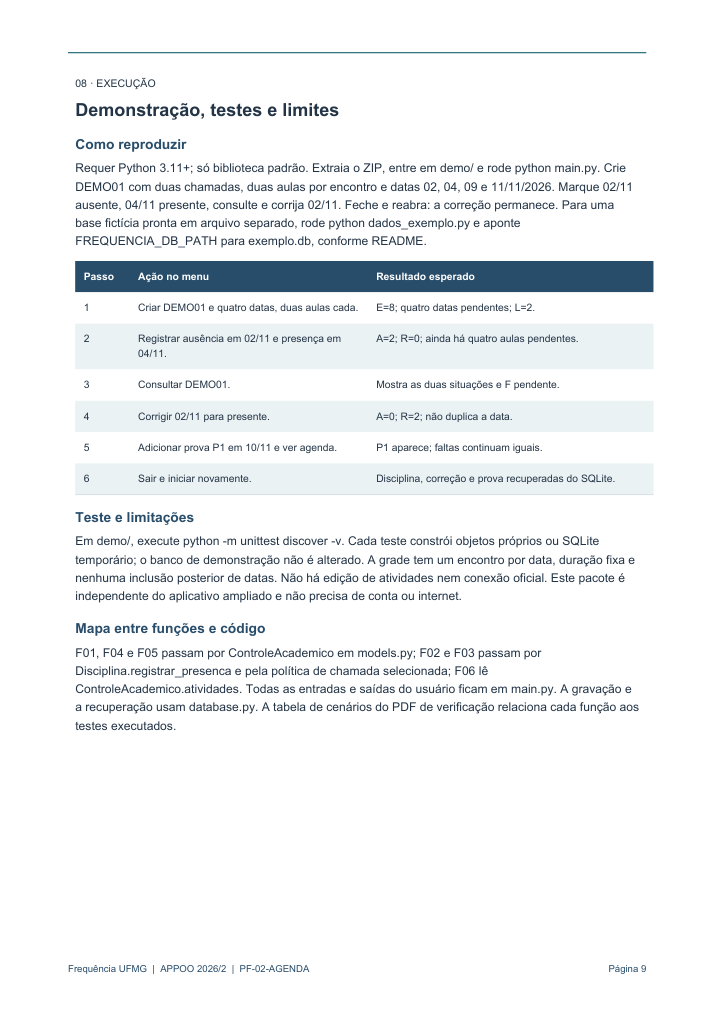 08 · EXECUÇÃO
Demonstração, testes e limites
Como reproduzir
Requer Python 3.11+; só biblioteca padrão. Extraia o ZIP, entre em demo/ e rode python main.py. Crie
DEMO01 com duas chamadas, duas aulas por encontro e datas 02, 04, 09 e 11/11/2026. Marque 02/11
ausente, 04/11 presente, consulte e corrija 02/11. Feche e reabra: a correção permanece. Para uma
base fictícia pronta em arquivo separado, rode python dados_exemplo.py e aponte
FREQUENCIA_DB_PATH para exemplo.db, conforme README.
Passo Ação no menu Resultado esperado
1 Criar DEMO01 e quatro datas, duas aulas cada. E=8; quatro datas pendentes; L=2.
2 Registrar ausência em 02/11 e presença em A=2; R=0; ainda há quatro aulas pendentes.
04/11.
3 Consultar DEMO01. Mostra as duas situações e F pendente.
4 Corrigir 02/11 para presente. A=0; R=2; não duplica a data.
5 Adicionar prova P1 em 10/11 e ver agenda. P1 aparece; faltas continuam iguais.
6 Sair e iniciar novamente. Disciplina, correção e prova recuperadas do SQLite.
Teste e limitações
Em demo/, execute python -m unittest discover -v. Cada teste constrói objetos próprios ou SQLite
temporário; o banco de demonstração não é alterado. A grade tem um encontro por data, duração fixa e
nenhuma inclusão posterior de datas. Não há edição de atividades nem conexão oficial. Este pacote é
independente do aplicativo ampliado e não precisa de conta ou internet.
Mapa entre funções e código
F01, F04 e F05 passam por ControleAcademico em models.py; F02 e F03 passam por
Disciplina.registrar_presenca e pela política de chamada selecionada; F06 lê
ControleAcademico.atividades. Todas as entradas e saídas do usuário ficam em main.py. A gravação e
a recuperação usam database.py. A tabela de cenários do PDF de verificação relaciona cada função aos
testes executados.
Frequência UFMG | APPOO 2026/2 | PF-02-AGENDA Página 9